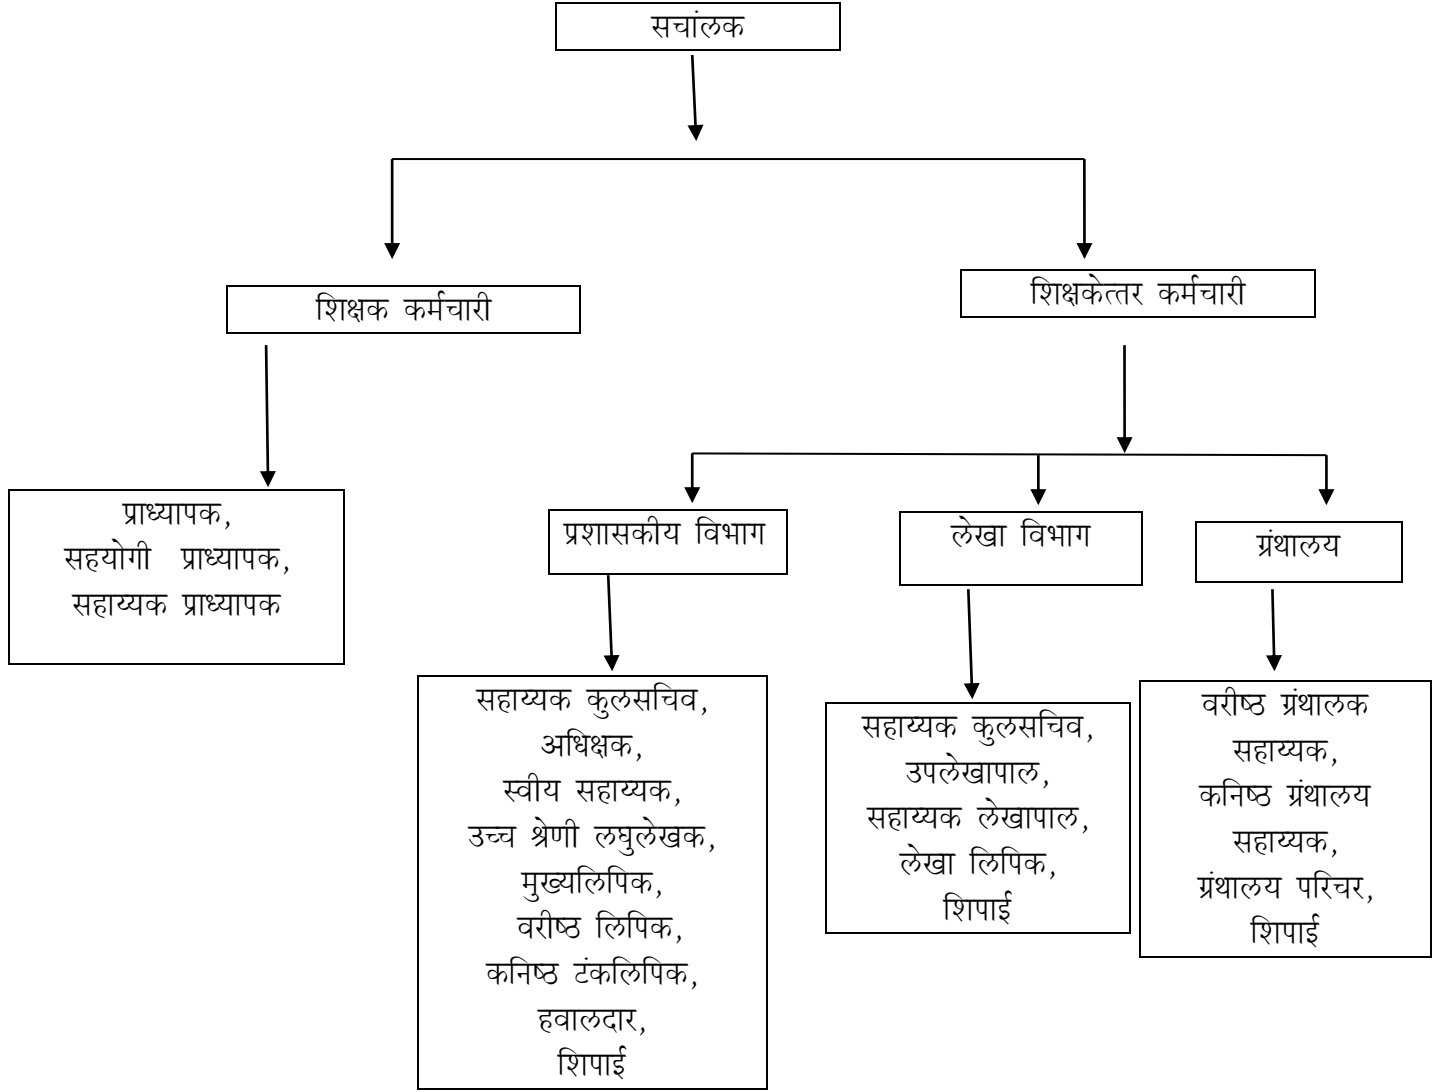 सचांलक
शिक्षक कर्मचारी
शिक्षकेत्तर कर्मचारी
प्राध्यापक,
सहयोगी प्राध्यापक,
सहाय्यक प्राध्यापक
प्रशासकीय विभाग
लेखा विभाग
ग्रंथालय
सहाय्यक कुलसचिव,
अधिक्षक,
स्वीय सहाय्यक,
उच्च श्रेणी लघुलेखक,
मुख्यलिपिक,
वरीष्ठ लिपिक,
कनिष्ठ टंकलिपिक,
हवालदार,
शिपाई
सहाय्यक कुलसचिव,
उपलेखापाल,
सहाय्यक लेखापाल,
लेखा लिपिक,
शिपाई
वरीष्ठ ग्रंथालक
सहाय्यक,
कनिष्ठ ग्रंथालय
सहाय्यक,
ग्रंथालय परिचर,
शिपाई